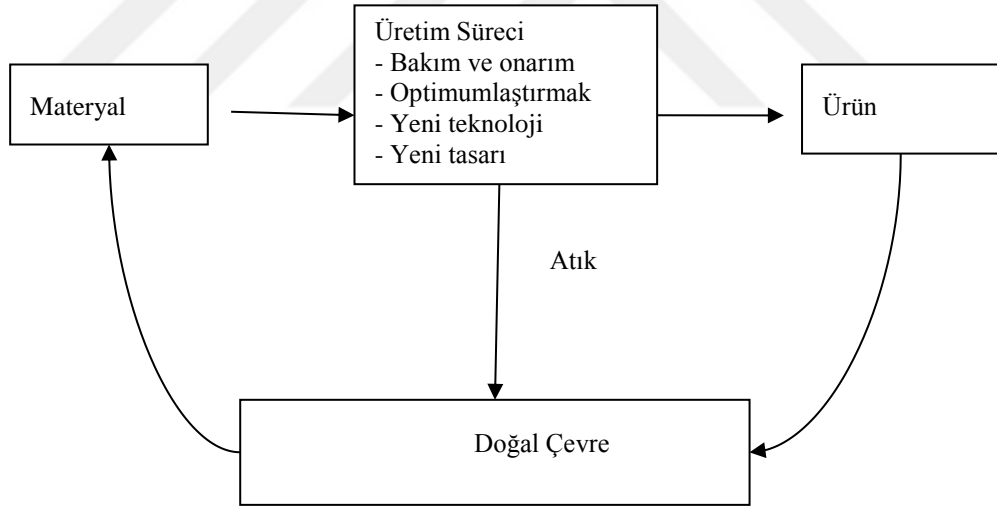 Materyal
Üretim Süreci
- Bakım ve onarım
- Optimumlaştırmak
- Yeni teknoloji
- Yeni tasarı
Ürün
Atık
Doğal Çevre